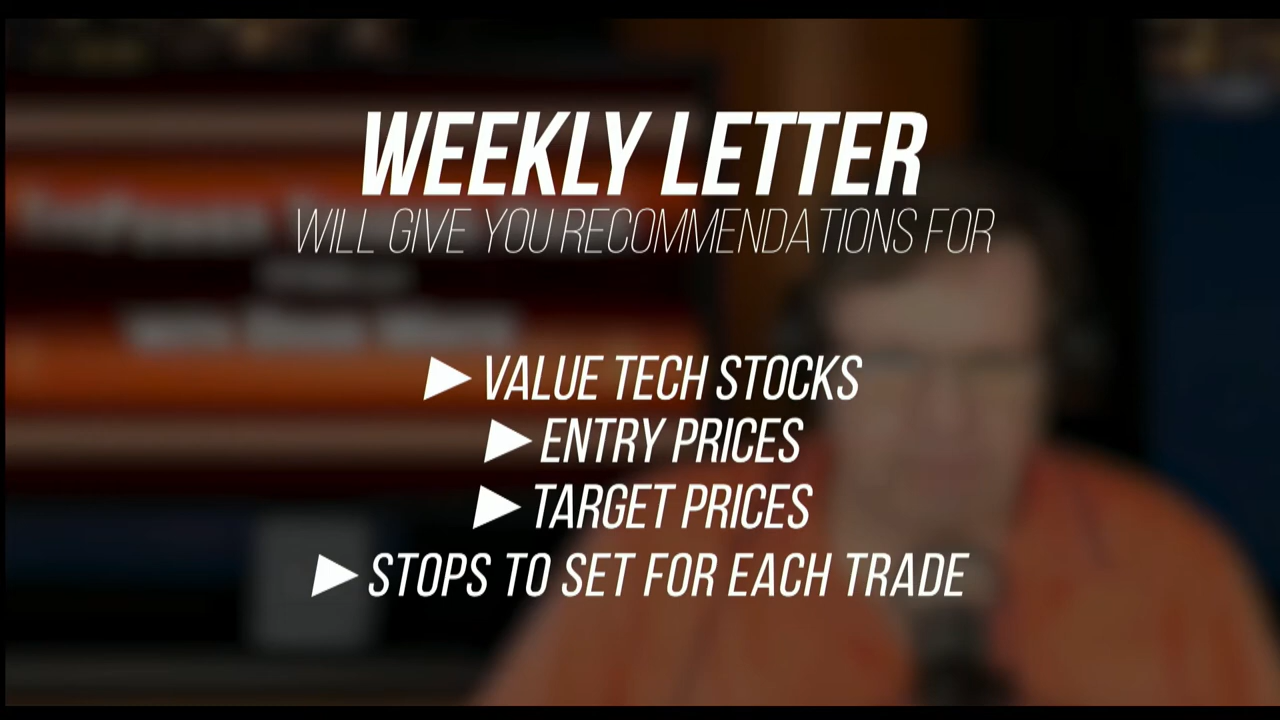 WEEKLY LETTER
WILL GIVE YOU RECOMMENDATIONS FOR
▶ VALUE TECH STOCKS
▶ ENTRY PRICES
▶ TARGET PRICES
▶ STOPS TO SET FOR EACH TRADE